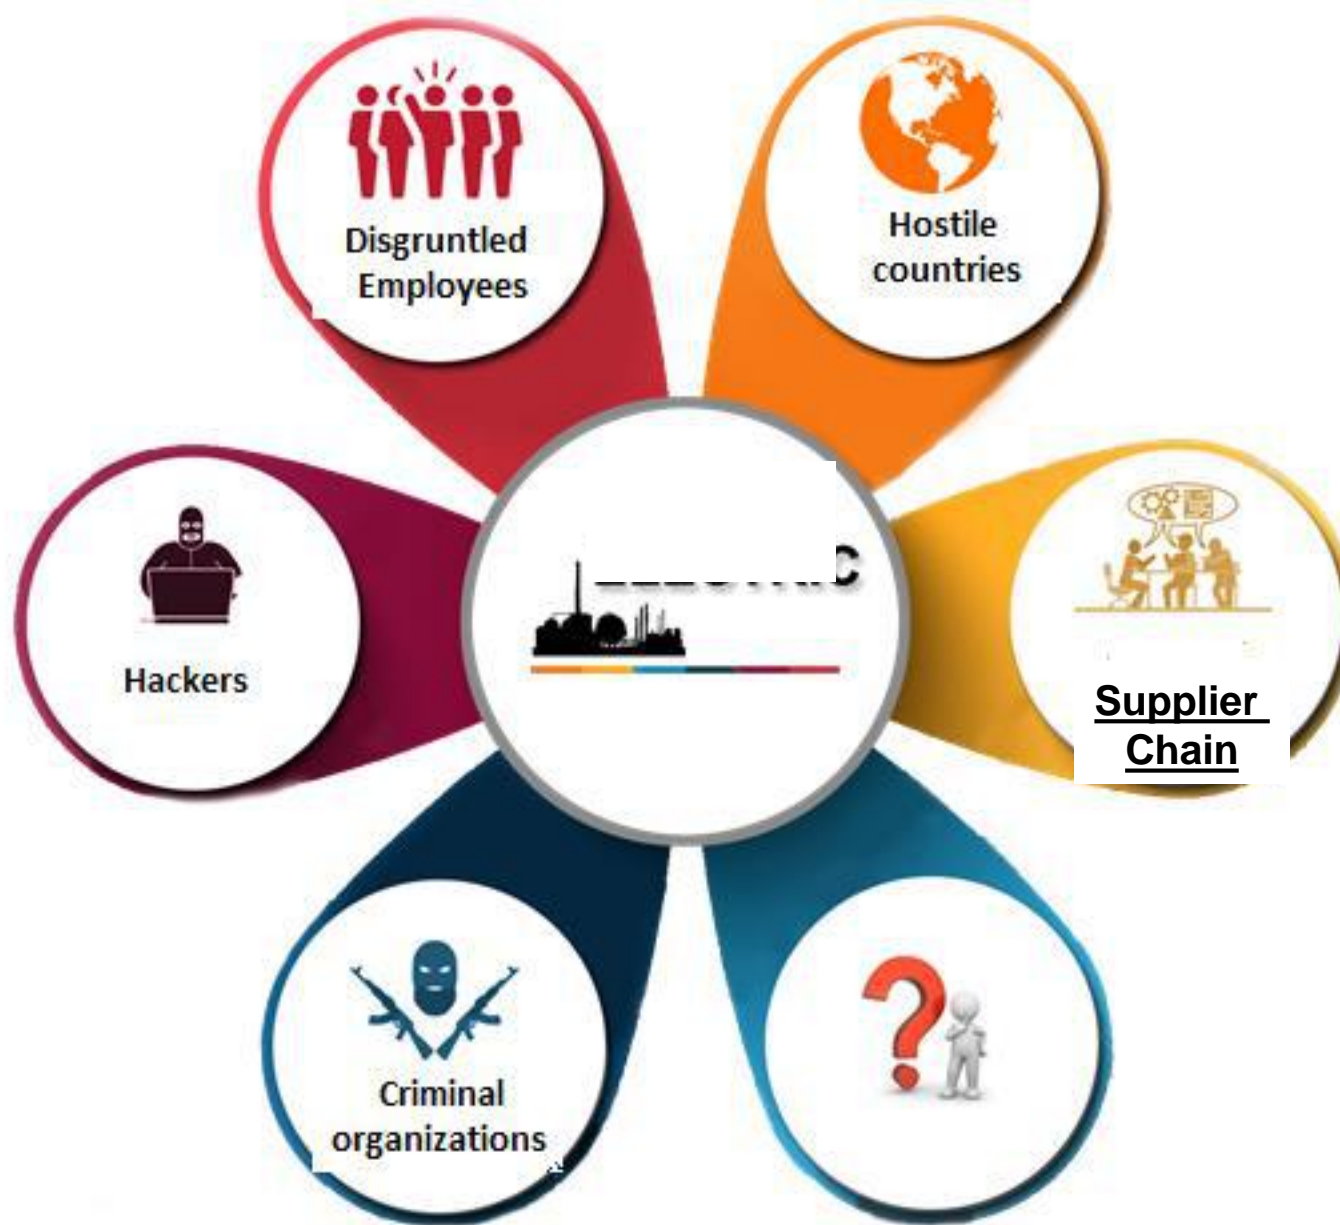 Disgruntled
Employees
Hostile
countries
Hackers
Supplier
Chain
Criminal
organizations
?